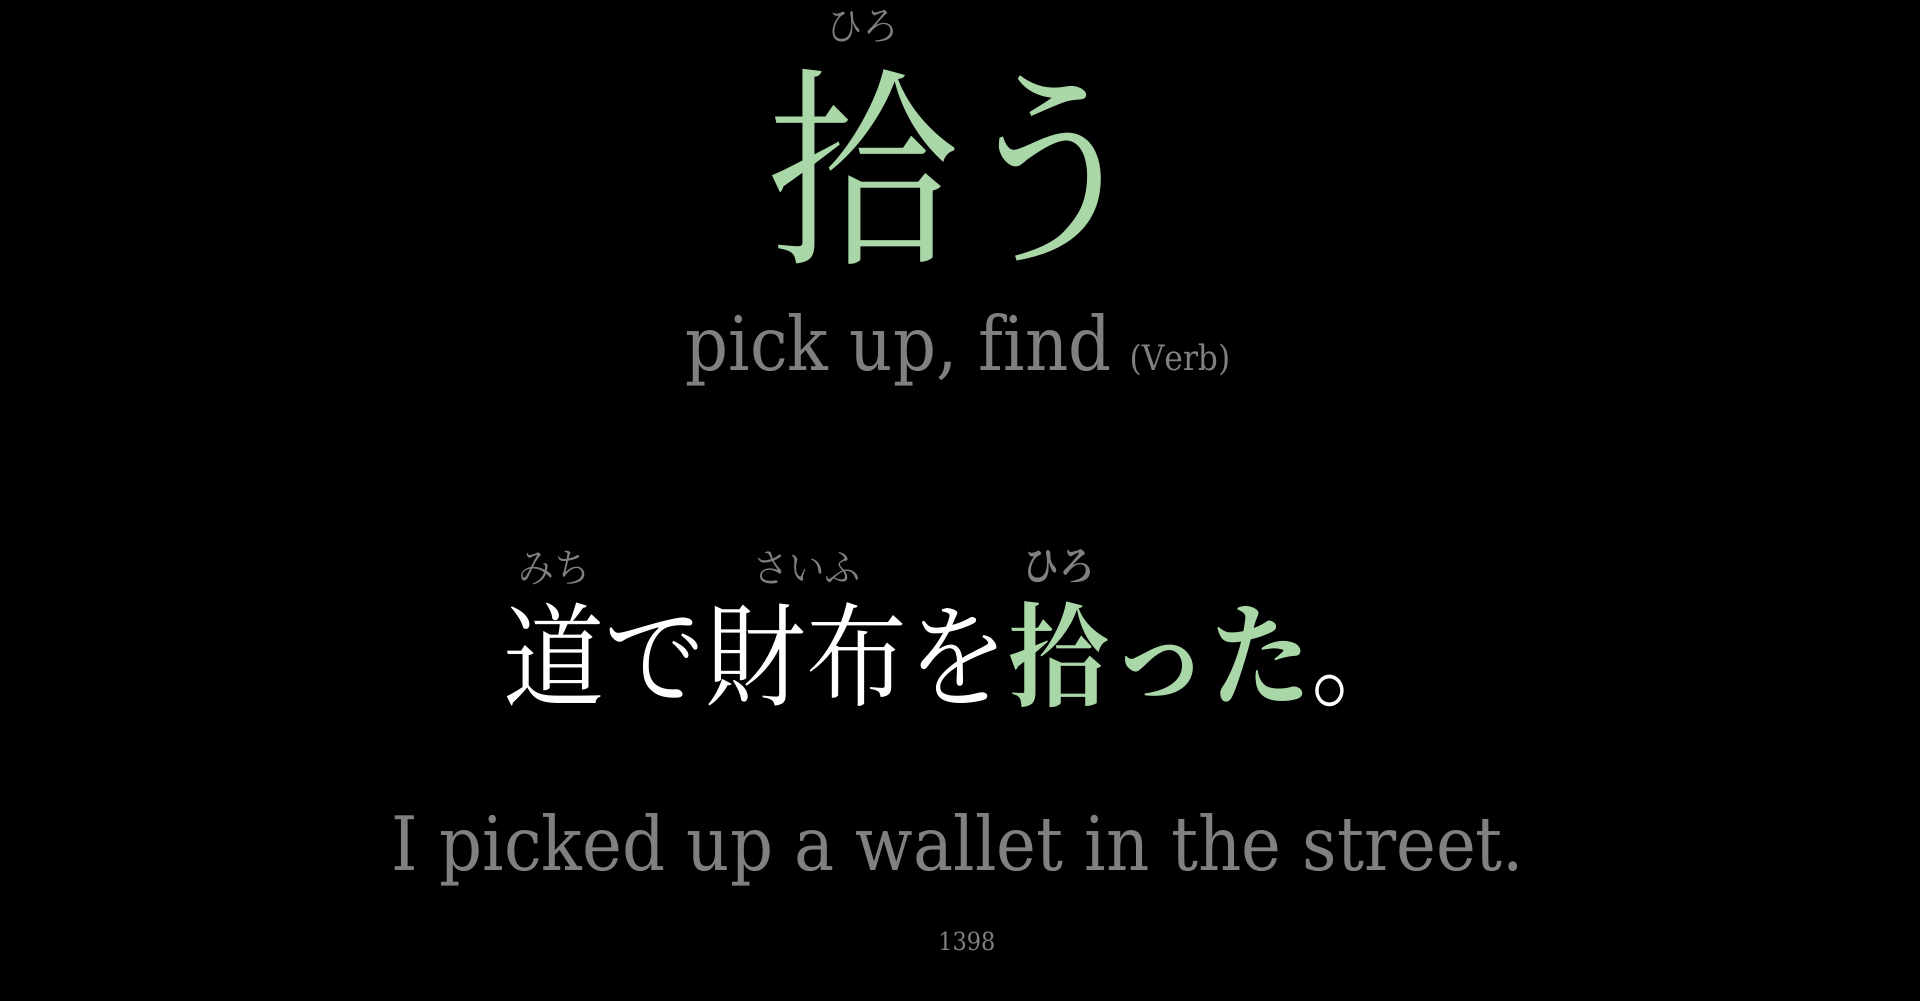 ひろ
拾う
pick up, find (Verb)
みち さいふ ひろ
道で財布を拾った。
I picked up a wallet in the street.
1398